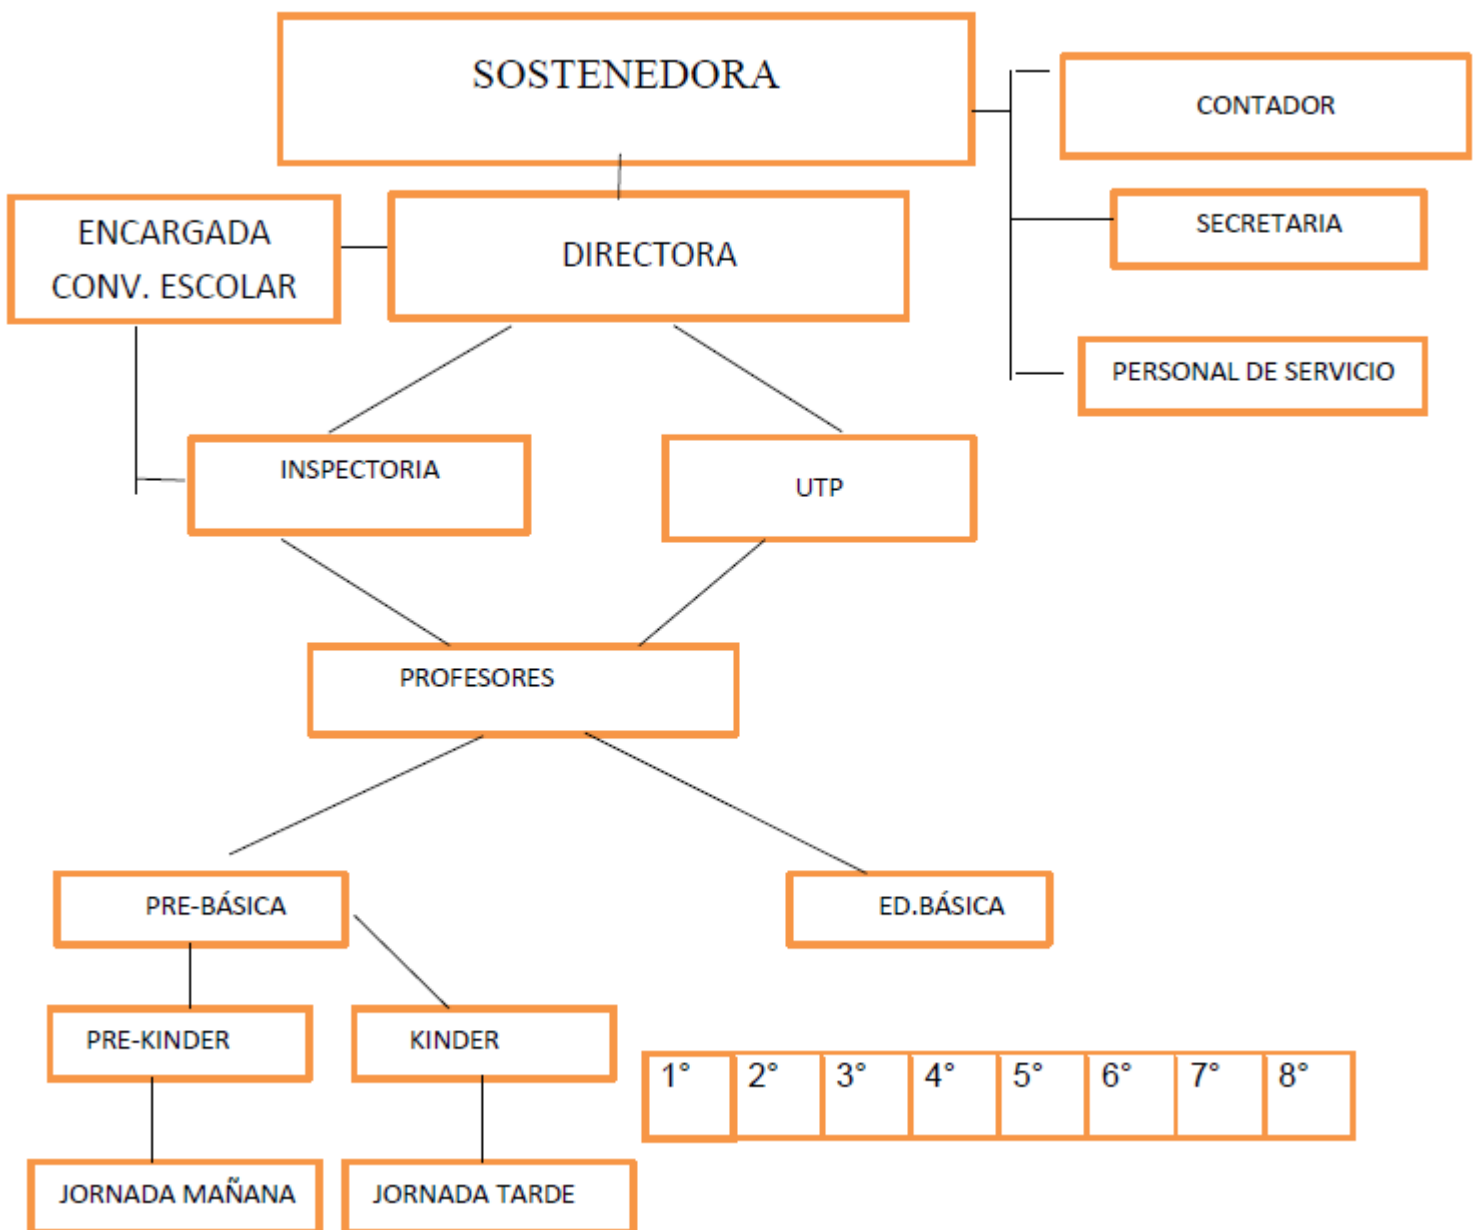 SOSTENEDORA
CONTADOR
SECRETARIA
PERSONAL DE SERVICIO
ENCARGADA
CONV. ESCOLAR
DIRECTORA
INSPECTORIA
UTP
PROFESORES
PRE-BÁSICA
ED.BÁSICA
PRE-KINDER
KINDER
1° 2° 3° 4° 5° 6° 7° 8°
JORNADA MAÑANA
JORNADA TARDE